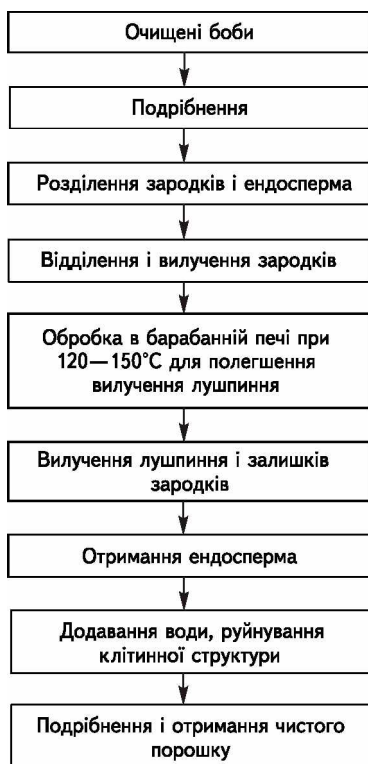 Очищені боби
Подрібнення
Розділення зародків і ендосперма
Відділення і вилучення зародків
Обробка в барабанній печі при
120—150°С для полегшення
вилучення лушпиння
Вилучення лушпиння і залишків
зародків
Отримання ендосперма
Додавання води, руйнування
клітинної структури
Подрібнення і отримання чистого
порошку